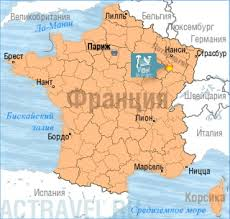 Великобритания
Бельгия
Люксембург
Германия
Ла-Манш
Лилль
Париж
Нанси
Страсбург
Брест
Нант
Франция
Швейцария
Бискайский
залив
Лион
Италия
Бордо
Марсель
Ницца
Испания
Средиземное море
Корсика